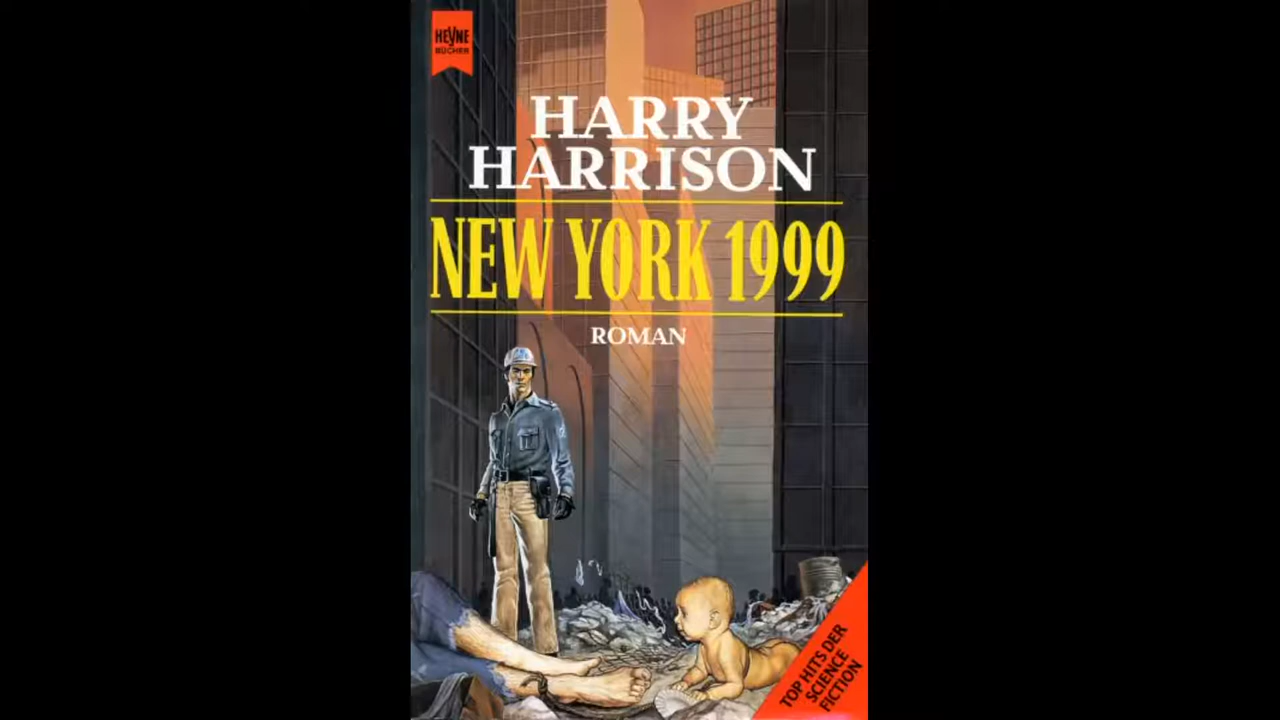 HEYNE
BÜCHER
HARRY
HARRISON
NEW YORK 1999
ROMAN
TOP HITS DER
SCIENCE
FICTION